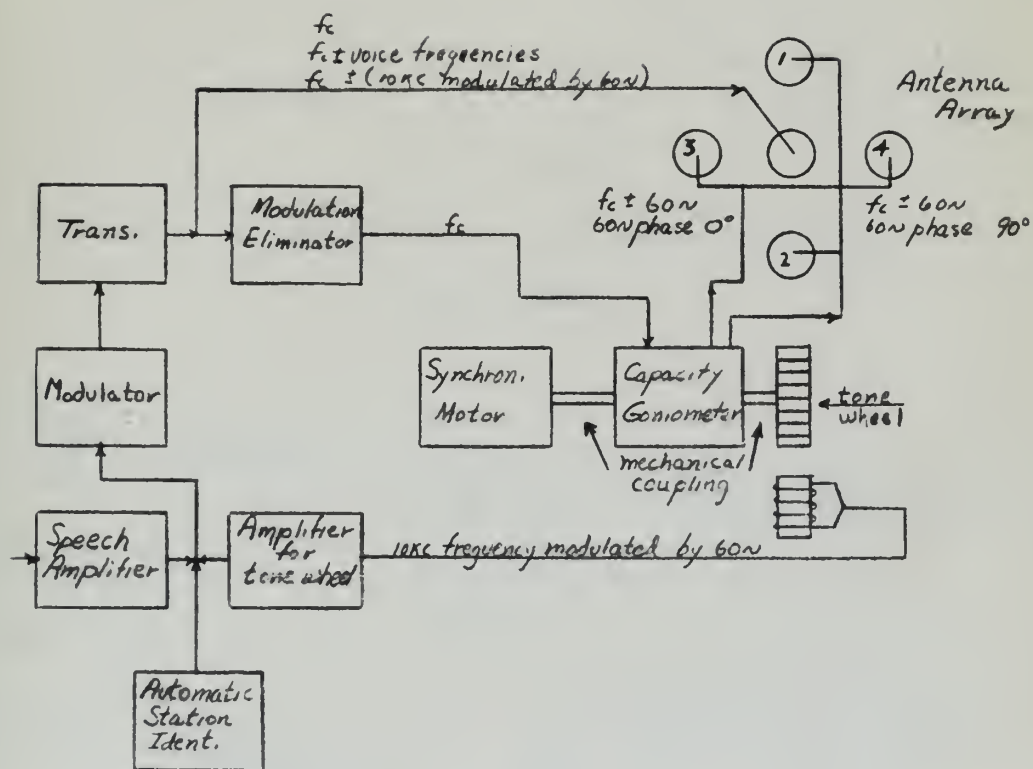 fc
fc ± voice frequencies
fc ± (10KC modulated by 60~)
Antenna
Array
1
3
4
2
fc ± 60~
60~ phase 0°
fc ± 60~
60~ phase 90°
Trans.
Modulation
Eliminator
fc
Modulator
Synchron.
Motor
Capacity
Goniometer
tone
wheel
mechanical
coupling
Speech
Amplifier
Amplifier
for
tone wheel
10KC frequency modulated by 60~
Automatic
Station
Ident.